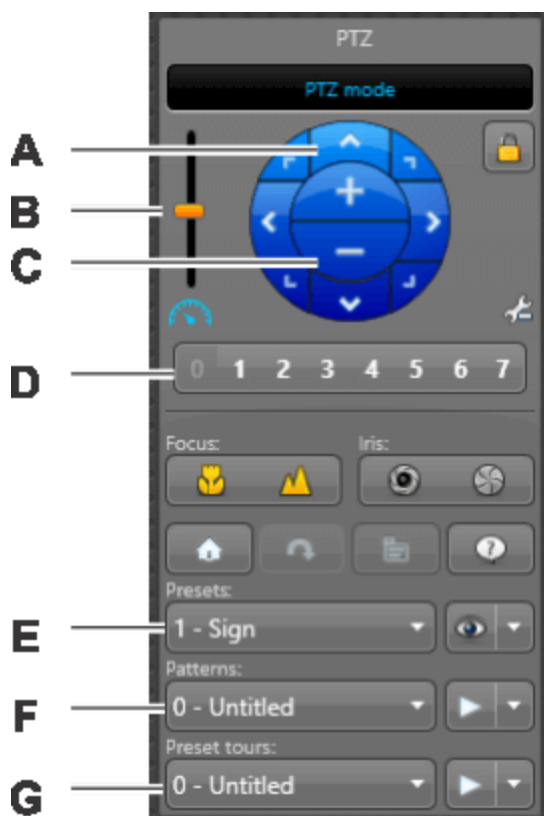 PTZ
PTZ mode
A
B
C
D
0 1 2 3 4 5 6 7
Focus: Iris:
?
Presets:
E
1 - Sign
Patterns:
F
0 - Untitled
Preset tours:
G
0 - Untitled